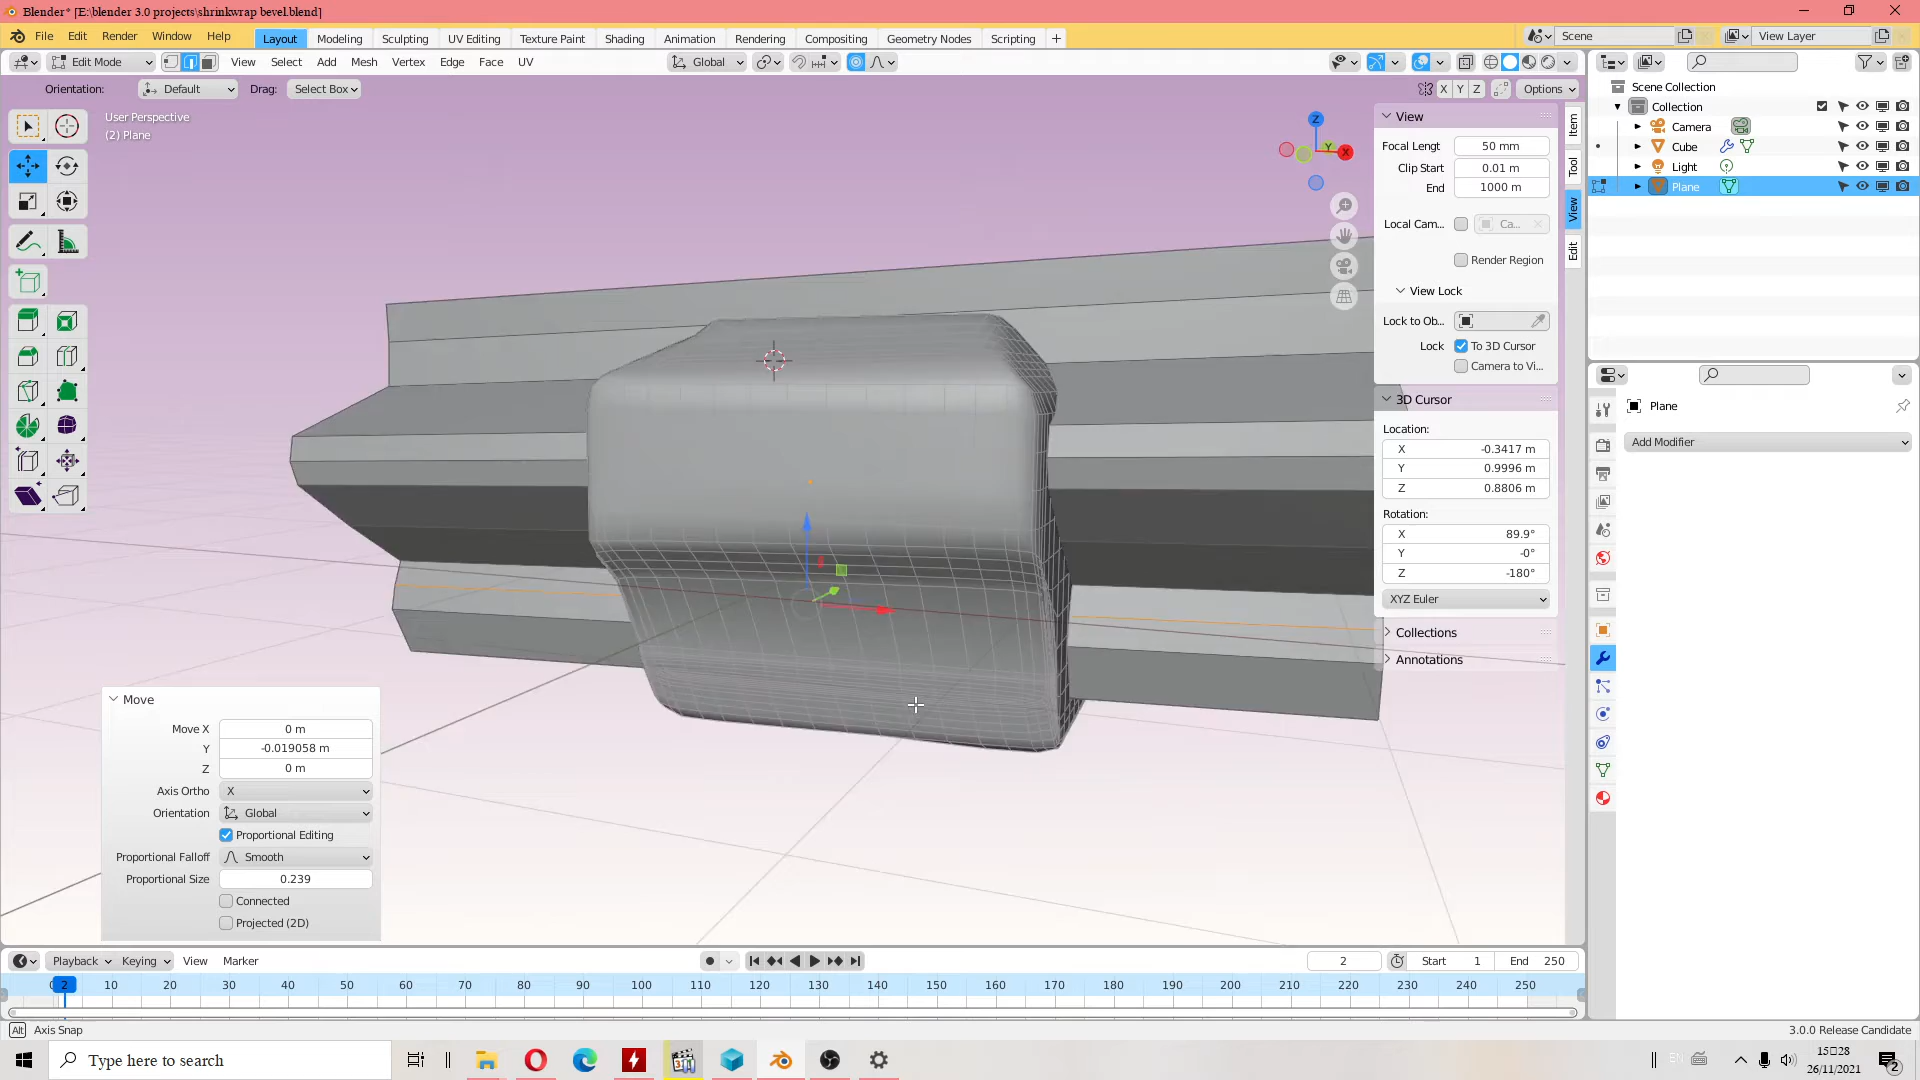 Blender* [E:\blender 3.0 projects\shrinkwrap bevel.blend]
File Edit Render Window Help Layout Modeling Sculpting UV Editing Texture Paint Shading Animation Rendering Compositing Geometry Nodes Scripting + Scene View Layer
Edit Mode View Select Add Mesh Vertex Edge Face UV Global
Orientation: Default Drag: Select Box X Y Z Options
User Perspective
(2) Plane
Z
Y
X
View
Focal Lengt 50 mm
Clip Start 0.01 m
End 1000 m
Local Cam... Ca...
Render Region
View Lock
Lock to Ob...
Lock To 3D Cursor
Camera to Vi...
3D Cursor
Location:
X -0.3417 m
Y 0.9996 m
Z 0.8806 m
Rotation:
X 89.9°
Y -0°
Z -180°
XYZ Euler
Collections
Annotations
Item
Tool
View
Edit
Scene Collection
Collection
Camera
Cube
Light
Plane
Plane
Add Modifier
Move
Move X 0 m
Y -0.019058 m
Z 0 m
Axis Ortho X
Orientation Global
Proportional Editing
Proportional Falloff Smooth
Proportional Size 0.239
Connected
Projected (2D)
Playback Keying View Marker 2 Start 1 End 250
2 10 20 30 40 50 60 70 80 90 100 110 120 130 140 150 160 170 180 190 200 210 220 230 240 250
Alt Axis Snap 3.0.0 Release Candidate
Type here to search
EN
15 28
26/11/2021
2